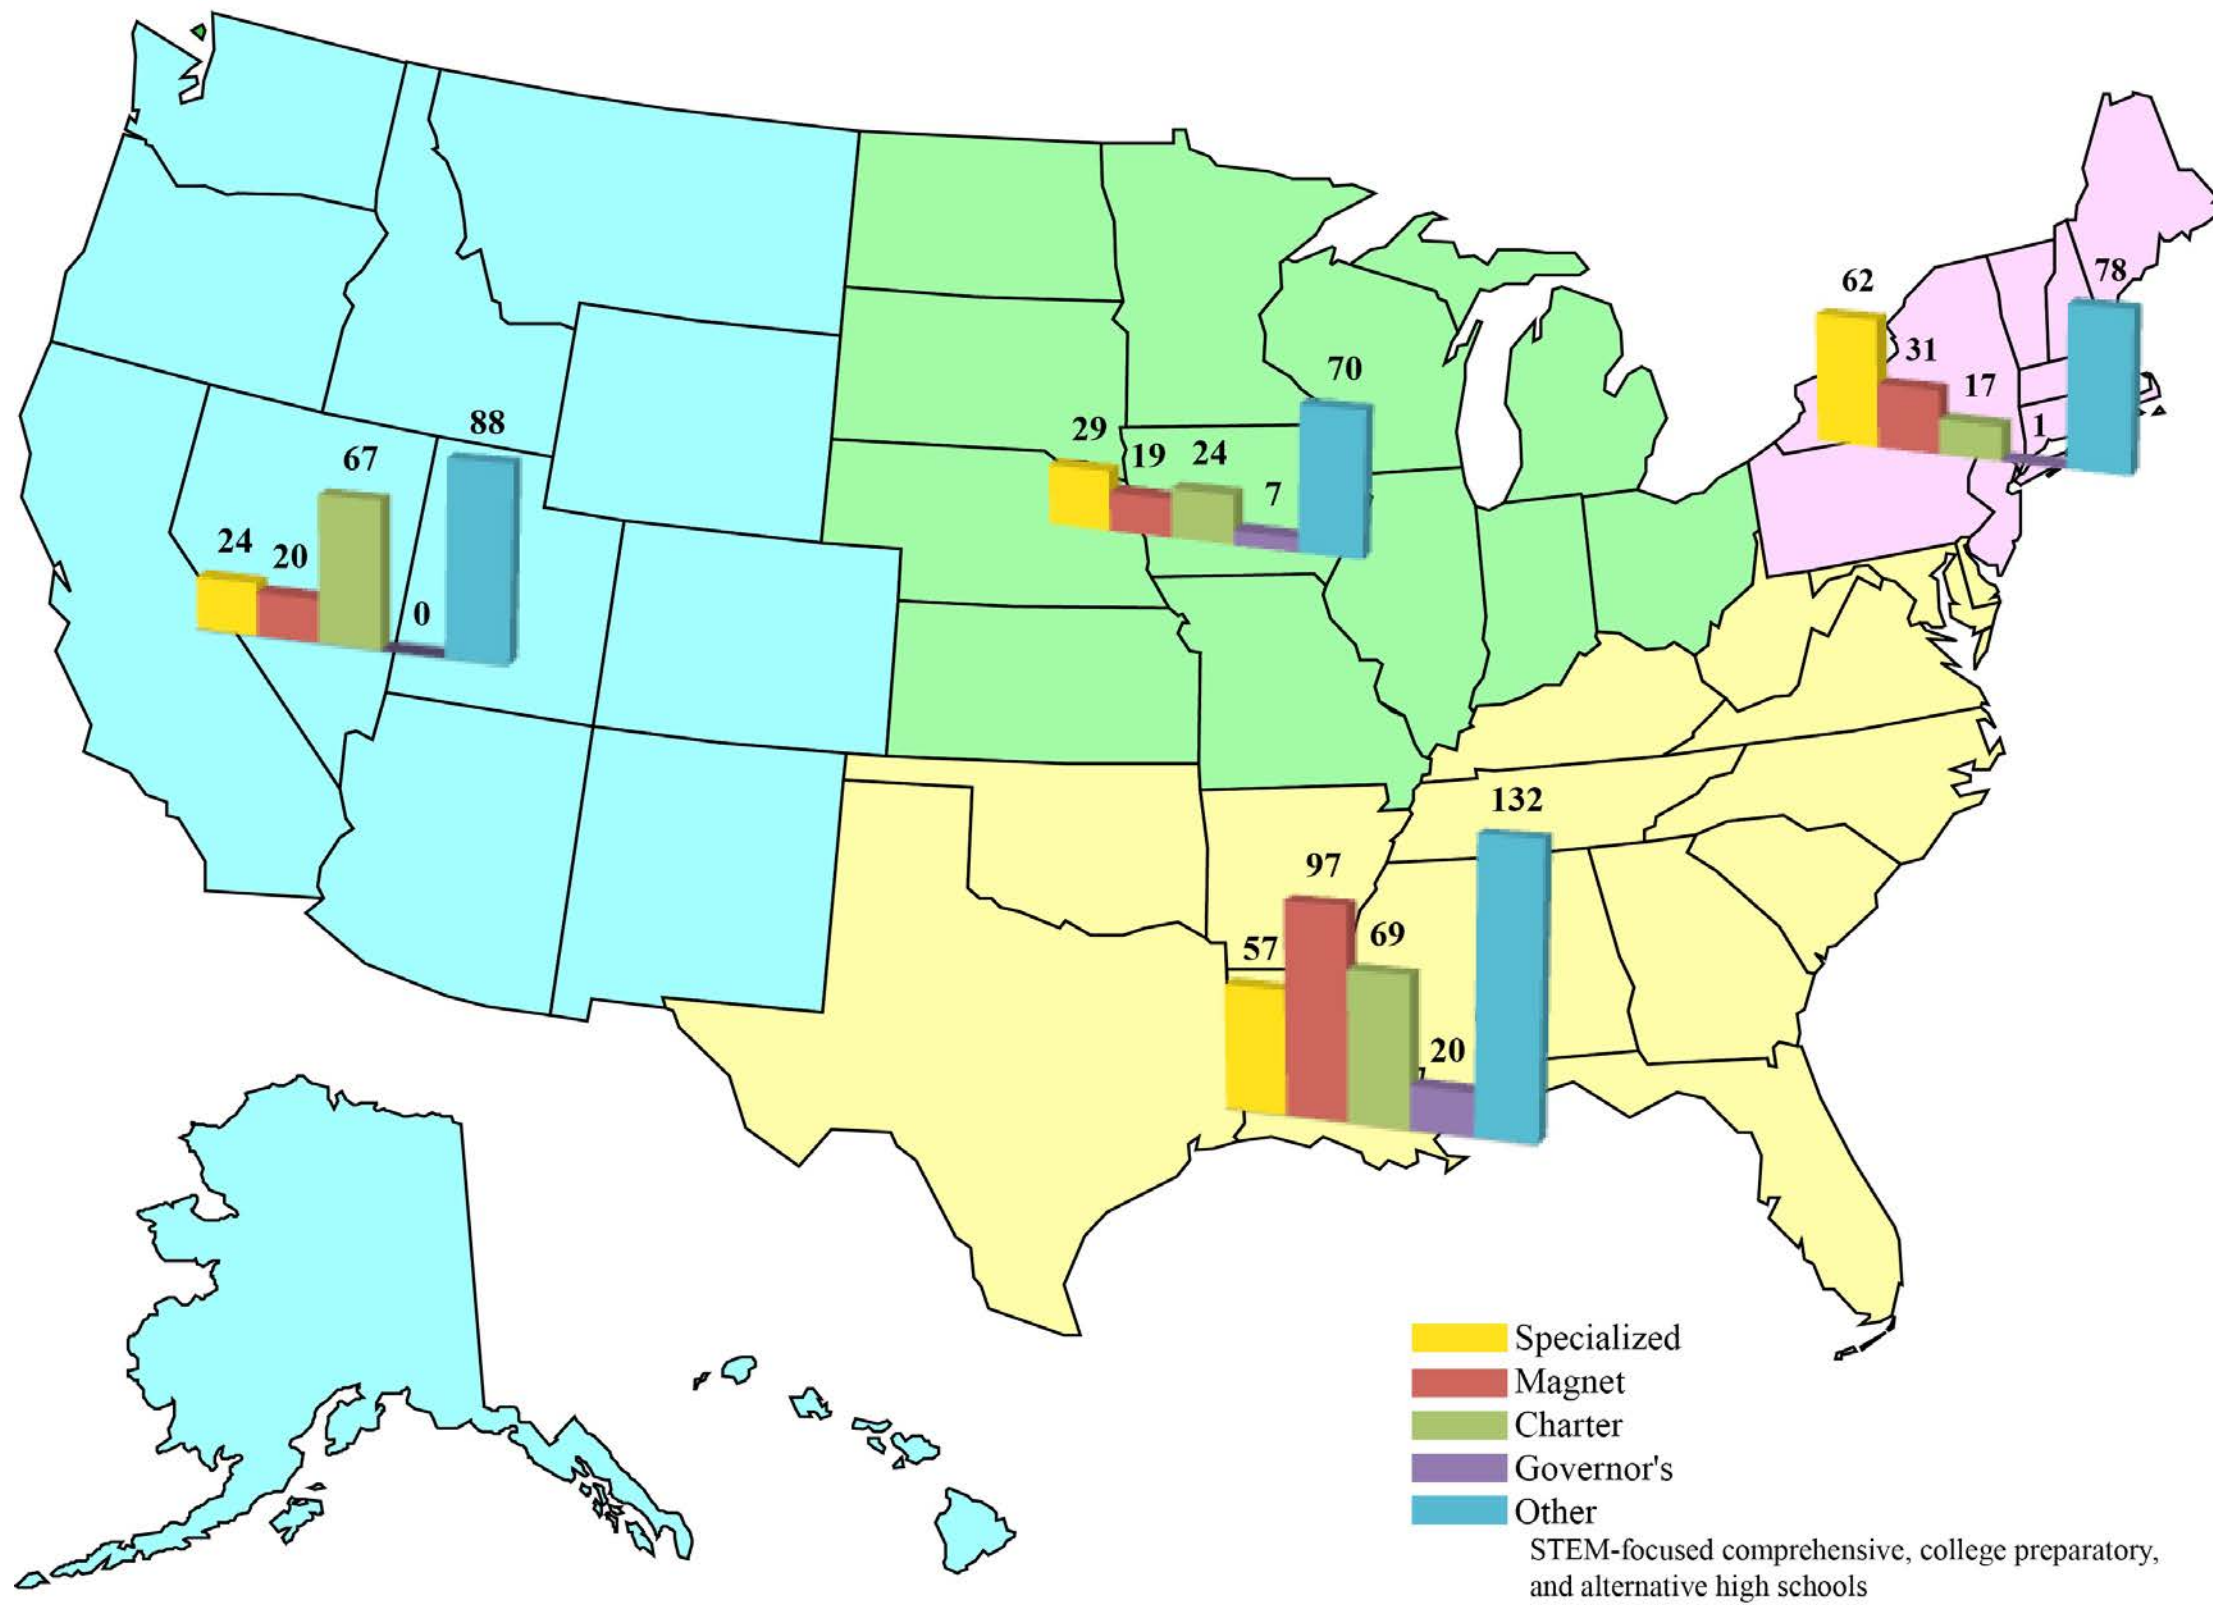 62
31
17
1
78
29
19
24
7
70
24
20
67
0
88
57
97
69
20
132
Specialized
Magnet
Charter
Governor's
Other
STEM-focused comprehensive, college preparatory,
and alternative high schools